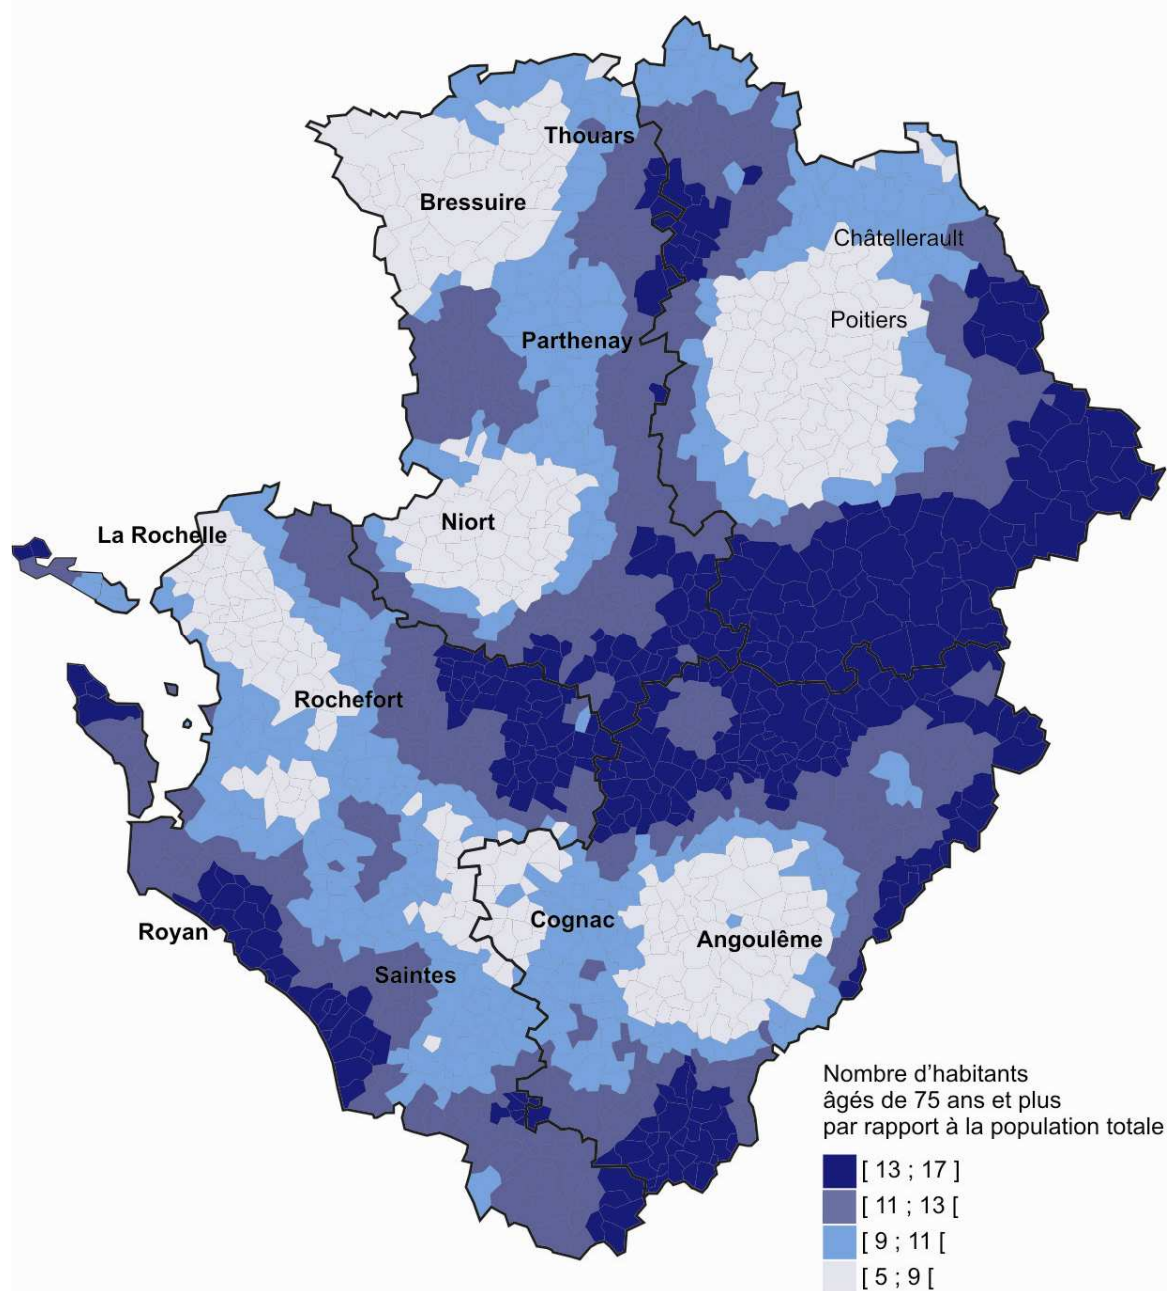 Thouars
Bressuire
Châtellerault
Poitiers
Parthenay
Niort
La Rochelle
Rochefort
Cognac
Royan
Angoulême
Saintes
Nombre d'habitants
âgés de 75 ans et plus
par rapport à la population totale
[ 13 ; 17 ]
[ 11 ; 13 [
[ 9 ; 11 [
[ 5 ; 9 [